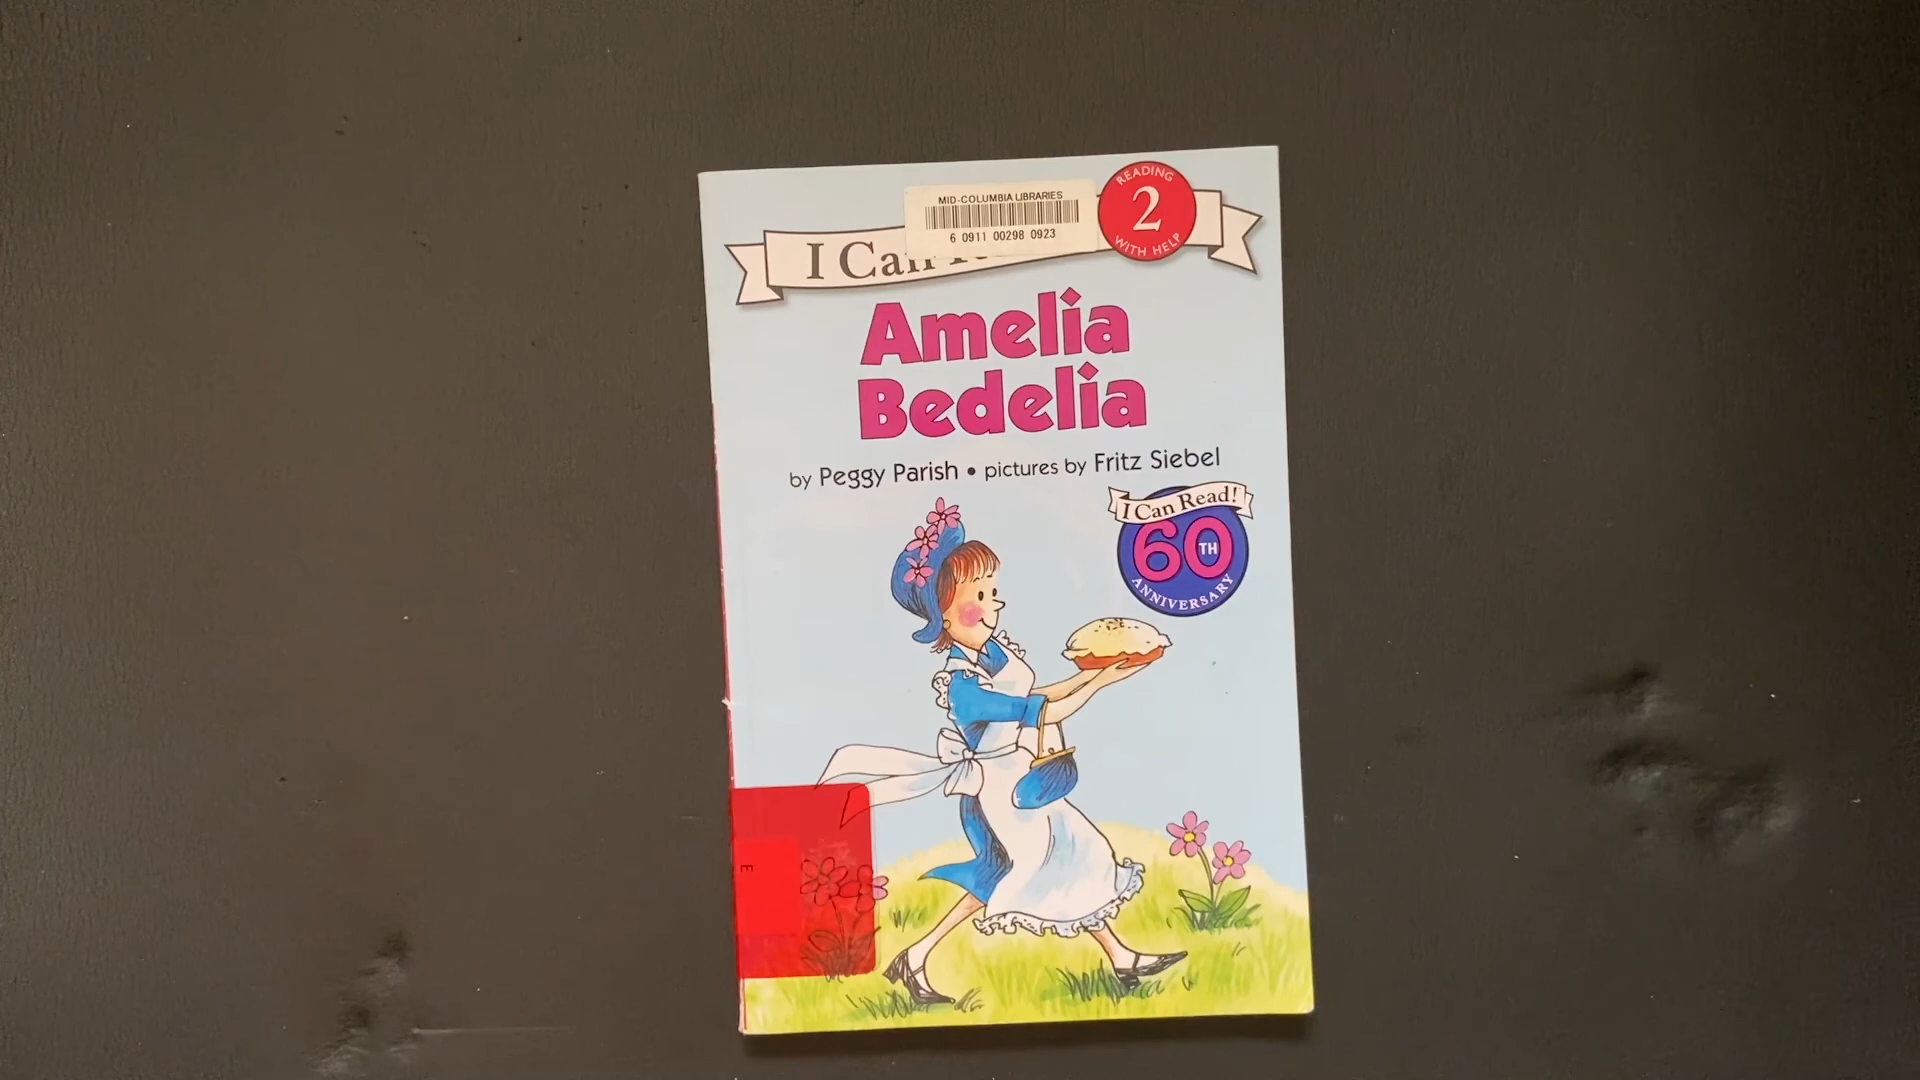 MID-COLUMBIA LIBRARIES
6 0911 00298 0923
READING
2
WITH HELP
I Can
Amelia
Bedelia
by Peggy Parish • pictures by Fritz Siebel
I Can Read!
60TH
ANNIVERSARY
E